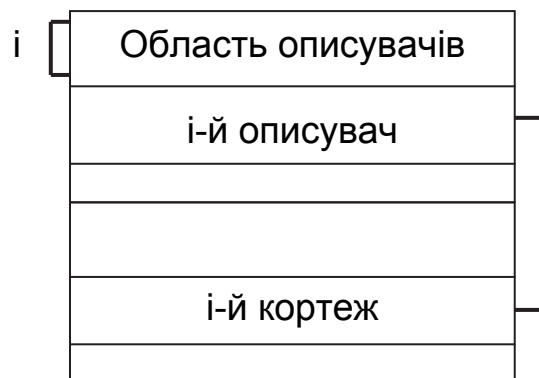 і
Область описувачів
і-й описувач
і-й кортеж